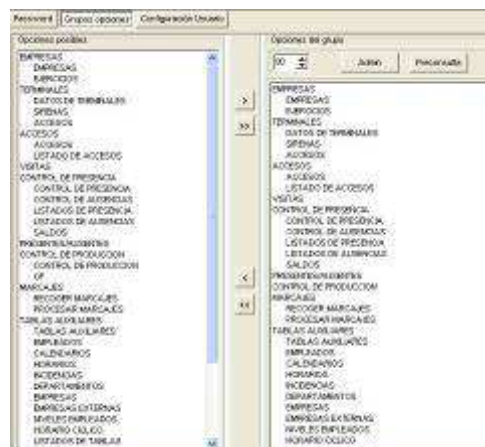 Password Grupos opciones Configuración Usuario
Opciones posibles
EMPRESAS
EMPRESAS
EJERCICIOS
TERMINALES
DATOS DE TERMINALES
SIRENAS
ACCESOS
ACCESOS
ACCESOS
LISTADO DE ACCESOS
VISITAS
CONTROL DE PRESENCIA
CONTROL DE PRESENCIA
CONTROL DE AUSENCIAS
LISTADOS DE PRESENCIA
LISTADOS DE AUSENCIAS
SALDOS
PRESENTES/AUSENTES
CONTROL DE PRODUCCION
CONTROL DE PRODUCCION
OF
MARCAJES
RECOGER MARCAJES
PROCESAR MARCAJES
TABLAS AUXILIARES
TABLAS AUXILIARES
EMPLEADOS
CALENDARIOS
HORARIOS
INCIDENCIAS
DEPARTAMENTOS
EMPRESAS
EMPRESAS EXTERNAS
NIVELES EMPLEADOS
HORARIO CICLICO
LISTADOS DE TABLAS
>
>>
<
<<
Opciones del grupo
Admin Preconsulta
EMPRESAS
EMPRESAS
EJERCICIOS
TERMINALES
DATOS DE TERMINALES
SIRENAS
ACCESOS
ACCESOS
ACCESOS
LISTADO DE ACCESOS
VISITAS
CONTROL DE PRESENCIA
CONTROL DE PRESENCIA
CONTROL DE AUSENCIAS
LISTADOS DE PRESENCIA
LISTADOS DE AUSENCIAS
SALDOS
PRESENTES/AUSENTES
CONTROL DE PRODUCCION
MARCAJES
RECOGER MARCAJES
PROCESAR MARCAJES
TABLAS AUXILIARES
TABLAS AUXILIARES
EMPLEADOS
CALENDARIOS
HORARIOS
INCIDENCIAS
DEPARTAMENTOS
EMPRESAS
EMPRESAS EXTERNAS
NIVELES EMPLEADOS
HORARIO CICLICO